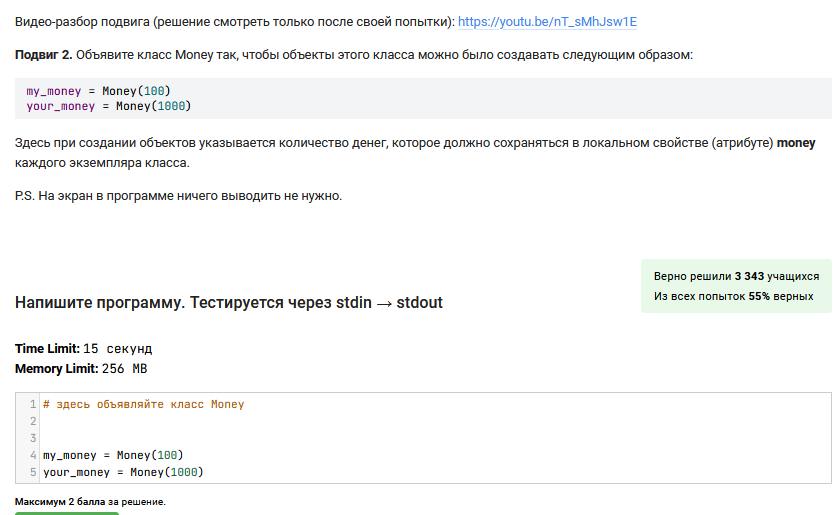 Видео-разбор подвига (решение смотреть только после своей попытки): https://youtu.be/nT_sMhJsw1E
Подвиг 2. Объявите класс Money так, чтобы объекты этого класса можно было создавать следующим образом:
my_money = Money(100)
your_money = Money(1000)
Здесь при создании объектов указывается количество денег, которое должно сохраняться в локальном свойстве (атрибуте) money
каждого экземпляра класса.
P.S. На экран в программе ничего выводить не нужно.
Верно решили 3 343 учащихся
Из всех попыток 55% верных
Напишите программу. Тестируется через stdin → stdout
Time Limit: 15 секунд
Memory Limit: 256 MB
1 # здесь объявляйте класс Money
2
3
4 my_money = Money(100)
5 your_money = Money(1000)
Максимум 2 балла за решение.